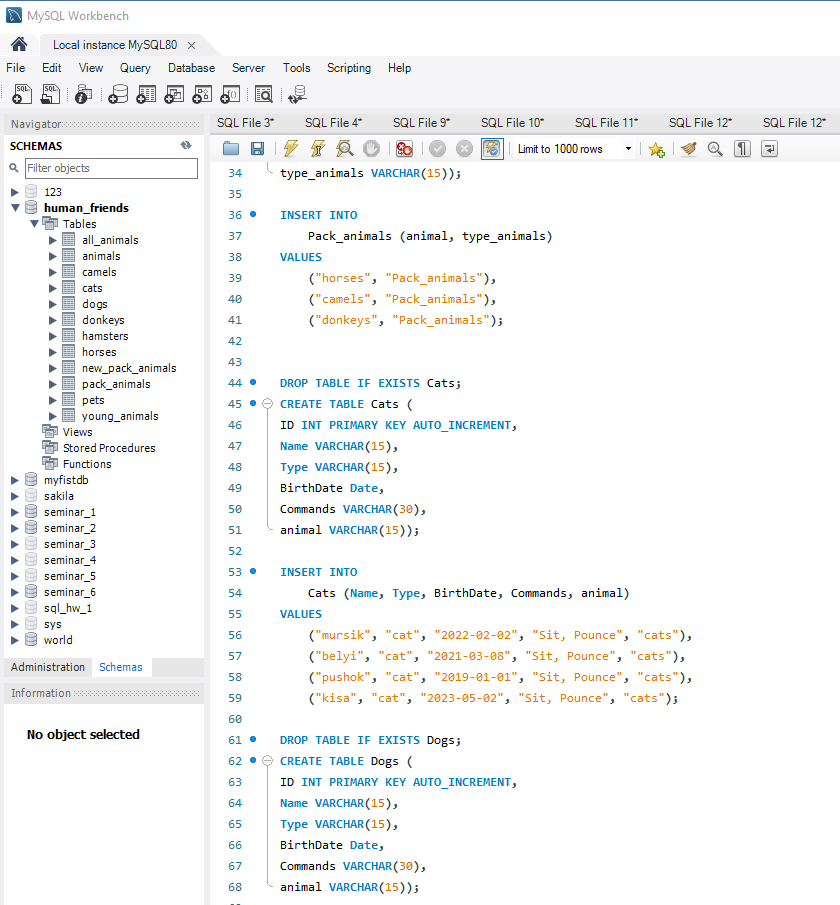 MySQL Workbench
Local instance MySQL80 ×
File Edit View Query Database Server Tools Scripting Help
Navigator
SCHEMAS
Filter objects
123
human_friends
Tables
all_animals
animals
camels
cats
dogs
donkeys
hamsters
horses
new_pack_animals
pack_animals
pets
young_animals
Views
Stored Procedures
Functions
myfistdb
sakila
seminar_1
seminar_2
seminar_3
seminar_4
seminar_5
seminar_6
sql_hw_1
sys
world
Administration Schemas
Information
No object selected
SQL File 3* SQL File 4* SQL File 9* SQL File 10* SQL File 11* SQL File 12* SQL File 12*
Limit to 1000 rows
34 type_animals VARCHAR(15));
35
36 INSERT INTO
37 Pack_animals (animal, type_animals)
38 VALUES
39 ("horses", "Pack_animals"),
40 ("camels", "Pack_animals"),
41 ("donkeys", "Pack_animals");
42
43
44 DROP TABLE IF EXISTS Cats;
45 CREATE TABLE Cats (
46 ID INT PRIMARY KEY AUTO_INCREMENT,
47 Name VARCHAR(15),
48 Type VARCHAR(15),
49 BirthDate Date,
50 Commands VARCHAR(30),
51 animal VARCHAR(15));
52
53 INSERT INTO
54 Cats (Name, Type, BirthDate, Commands, animal)
55 VALUES
56 ("mursik", "cat", "2022-02-02", "Sit, Pounce", "cats"),
57 ("belyi", "cat", "2021-03-08", "Sit, Pounce", "cats"),
58 ("pushok", "cat", "2019-01-01", "Sit, Pounce", "cats"),
59 ("kisa", "cat", "2023-05-02", "Sit, Pounce", "cats");
60
61 DROP TABLE IF EXISTS Dogs;
62 CREATE TABLE Dogs (
63 ID INT PRIMARY KEY AUTO_INCREMENT,
64 Name VARCHAR(15),
65 Type VARCHAR(15),
66 BirthDate Date,
67 Commands VARCHAR(30),
68 animal VARCHAR(15));